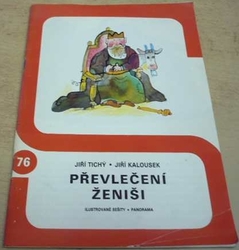 76
JIŘÍ TICHÝ • JIŘÍ KALOUSEK
PŘEVLEČENÍ
ŽENIŠI
ILUSTROVANÉ SEŠITY • PANORAMA